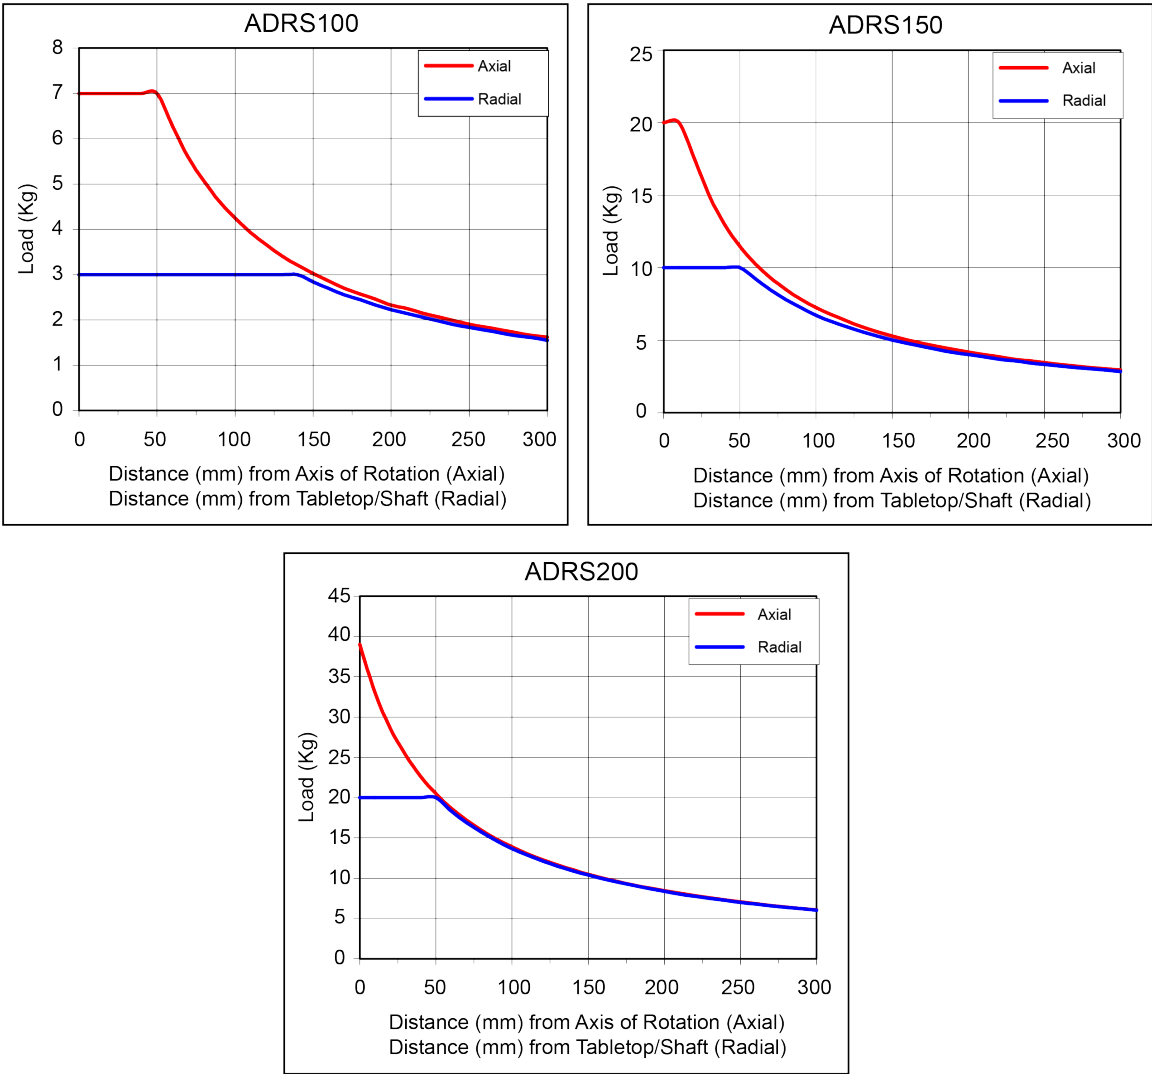 ADRS100
8
7
6
5
4
3
2
1
0
Load (Kg)
Axial
Radial
0 50 100 150 200 250 300
Distance (mm) from Axis of Rotation (Axial)
Distance (mm) from Tabletop/Shaft (Radial)
ADRS150
25
20
15
10
5
0
Load (Kg)
Axial
Radial
0 50 100 150 200 250 300
Distance (mm) from Axis of Rotation (Axial)
Distance (mm) from Tabletop/Shaft (Radial)
ADRS200
45
40
35
30
25
20
15
10
5
0
Load (Kg)
Axial
Radial
0 50 100 150 200 250 300
Distance (mm) from Axis of Rotation (Axial)
Distance (mm) from Tabletop/Shaft (Radial)